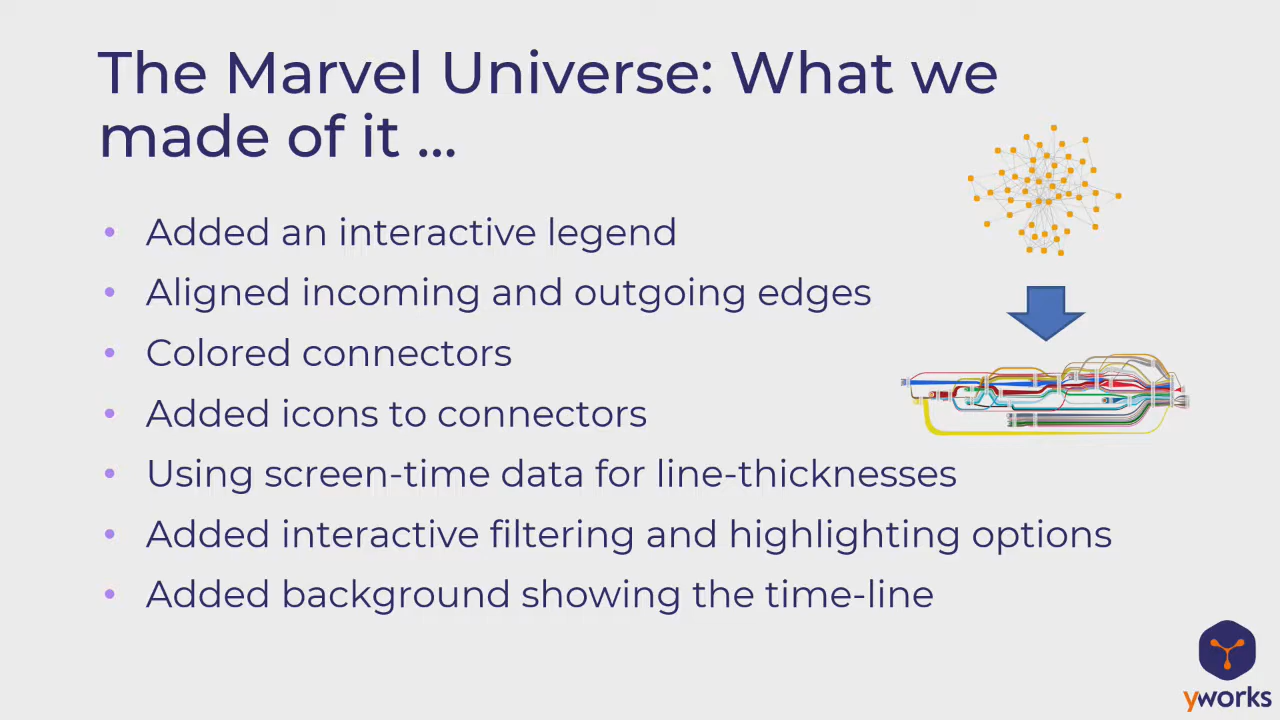 The Marvel Universe: What we
made of it ...
• Added an interactive legend
• Aligned incoming and outgoing edges
• Colored connectors
• Added icons to connectors
• Using screen-time data for line-thicknesses
• Added interactive filtering and highlighting options
• Added background showing the time-line
yworks